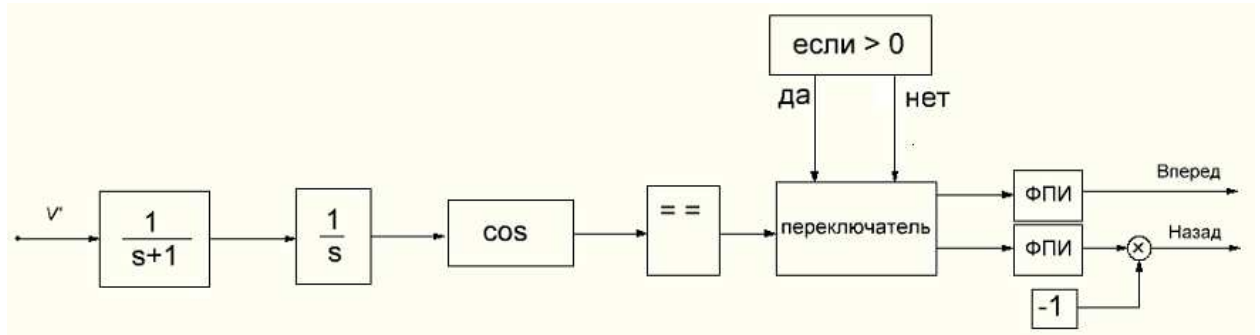 если > 0
да
нет
V'
1
s+1
1
s
cos
= =
переключатель
ФПИ
Вперед
ФПИ
×
Назад
-1